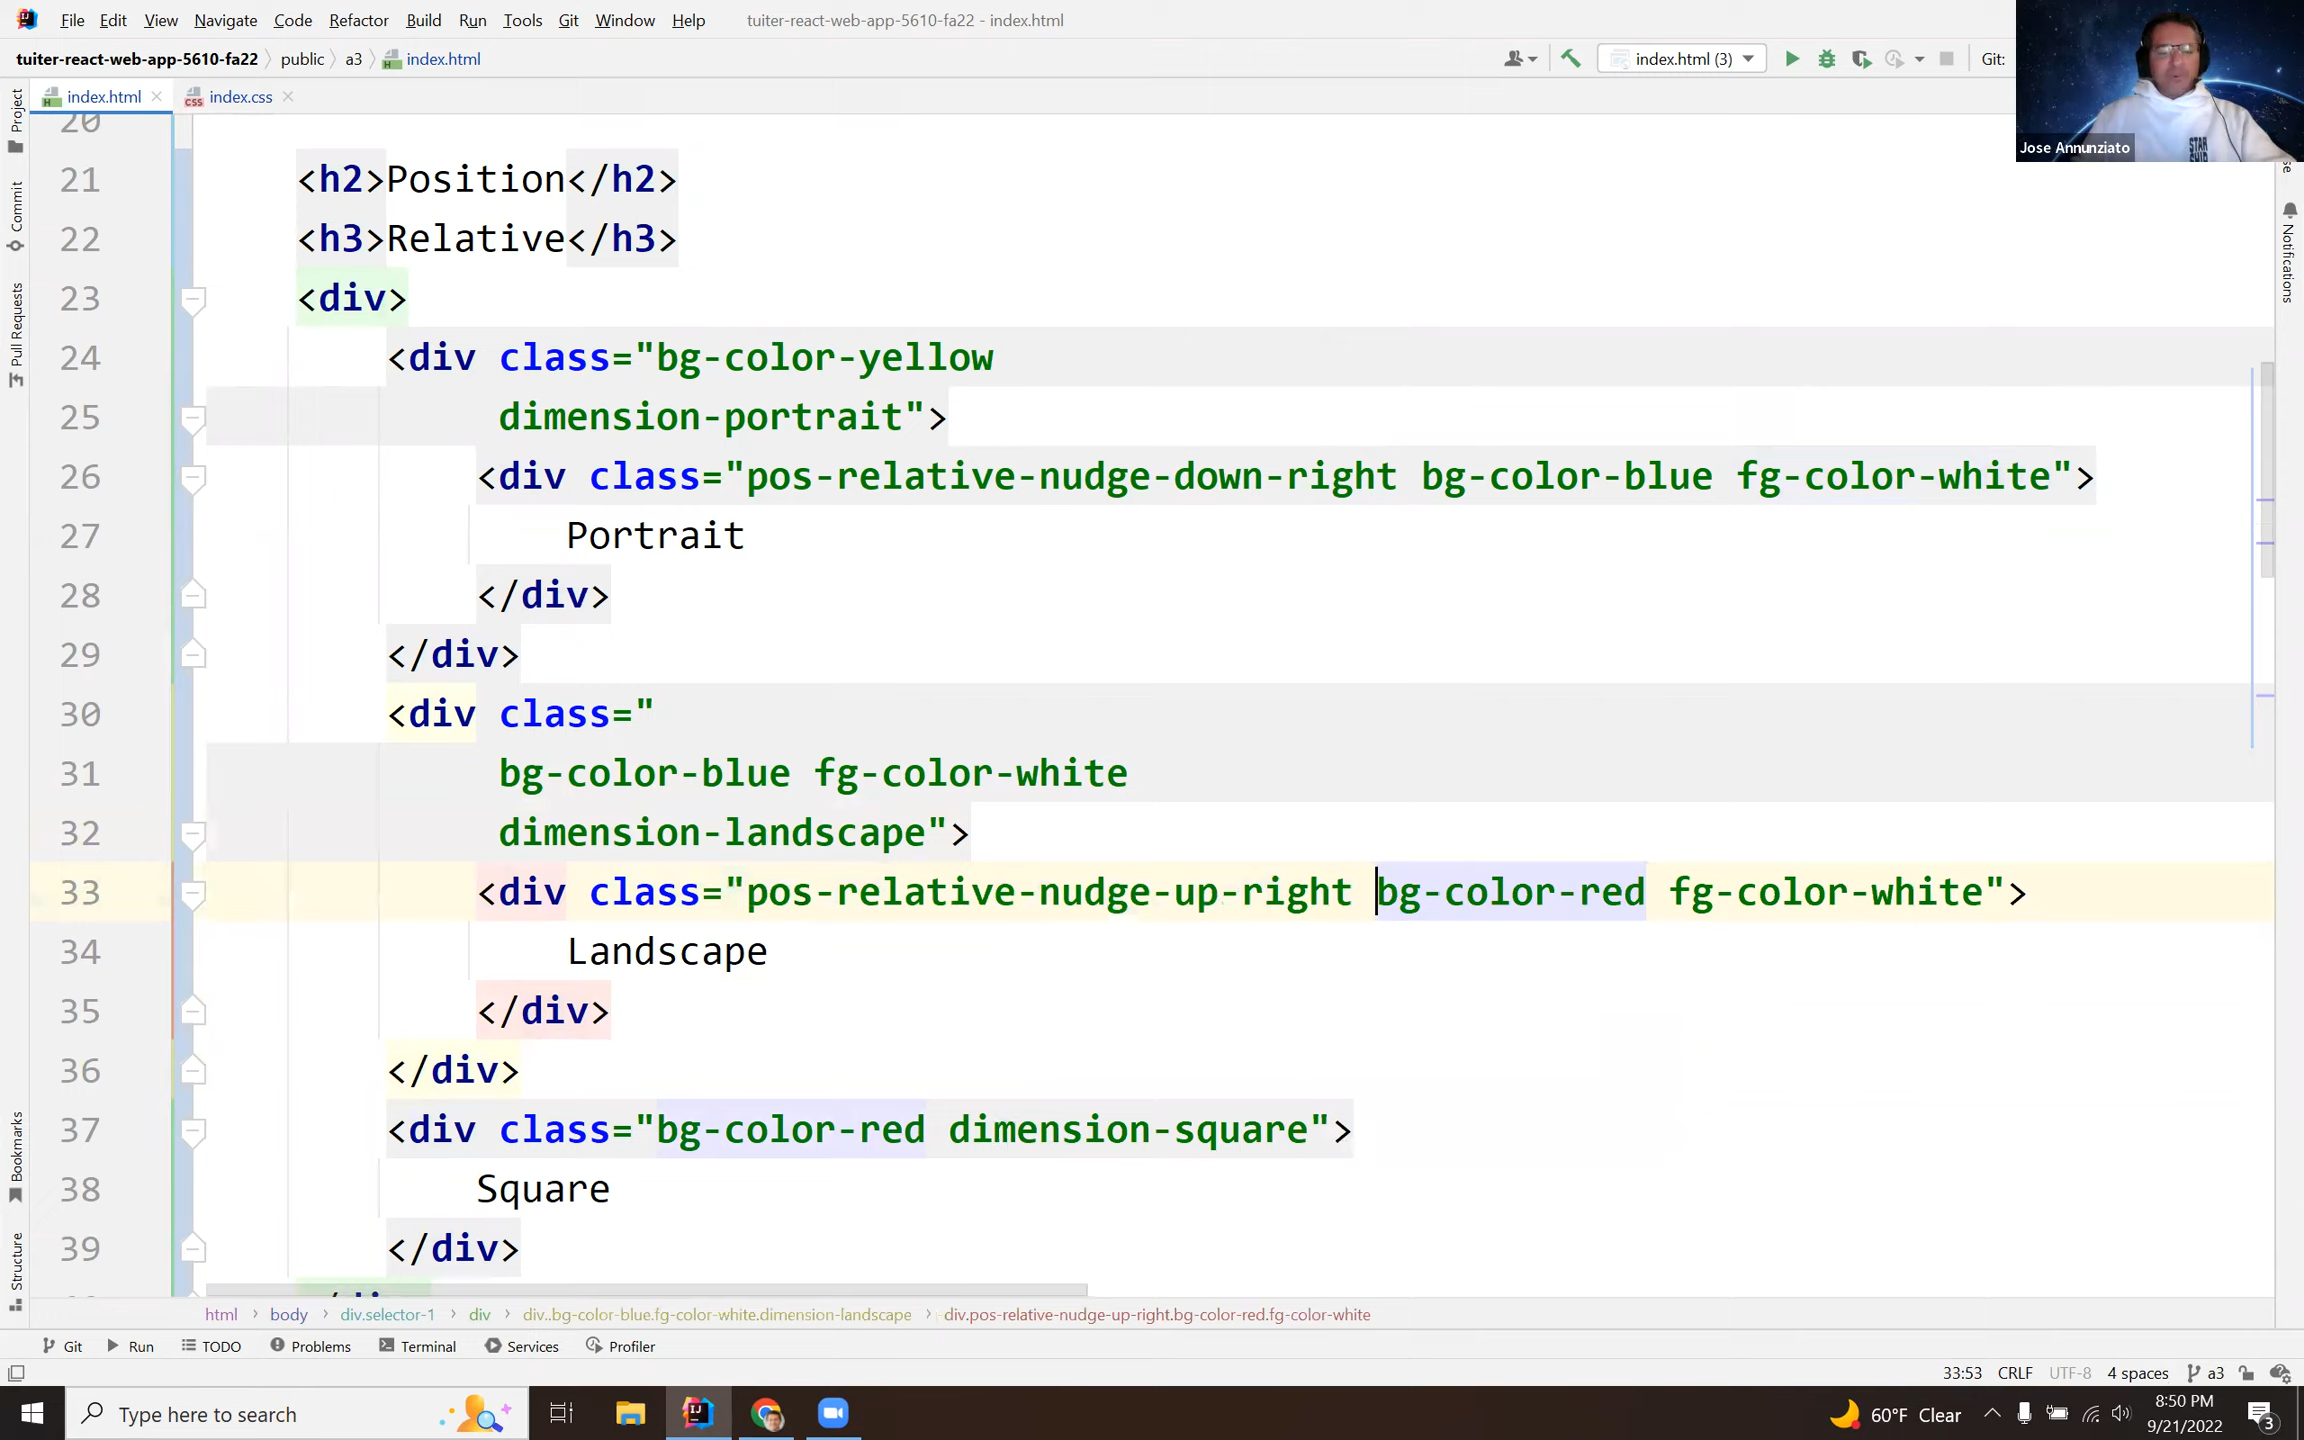 File Edit View Navigate Code Refactor Build Run Tools Git Window Help tuiter-react-web-app-5610-fa22 - index.html
tuiter-react-web-app-5610-fa22 public a3 index.html index.html (3) Git:
index.html index.css
Jose Annunziato
Project
Commit
Pull Requests
Bookmarks
Structure
Notifications
20
21 <h2>Position</h2>
22 <h3>Relative</h3>
23 <div>
24 <div class="bg-color-yellow
25 dimension-portrait">
26 <div class="pos-relative-nudge-down-right bg-color-blue fg-color-white">
27 Portrait
28 </div>
29 </div>
30 <div class="
31 bg-color-blue fg-color-white
32 dimension-landscape">
33 <div class="pos-relative-nudge-up-right bg-color-red fg-color-white">
34 Landscape
35 </div>
36 </div>
37 <div class="bg-color-red dimension-square">
38 Square
39 </div>
html body div.selector-1 div div..bg-color-blue.fg-color-white.dimension-landscape div.pos-relative-nudge-up-right.bg-color-red.fg-color-white
Git Run TODO Problems Terminal Services Profiler
33:53 CRLF UTF-8 4 spaces a3
Type here to search 60°F Clear 8:50 PM
9/21/2022 3